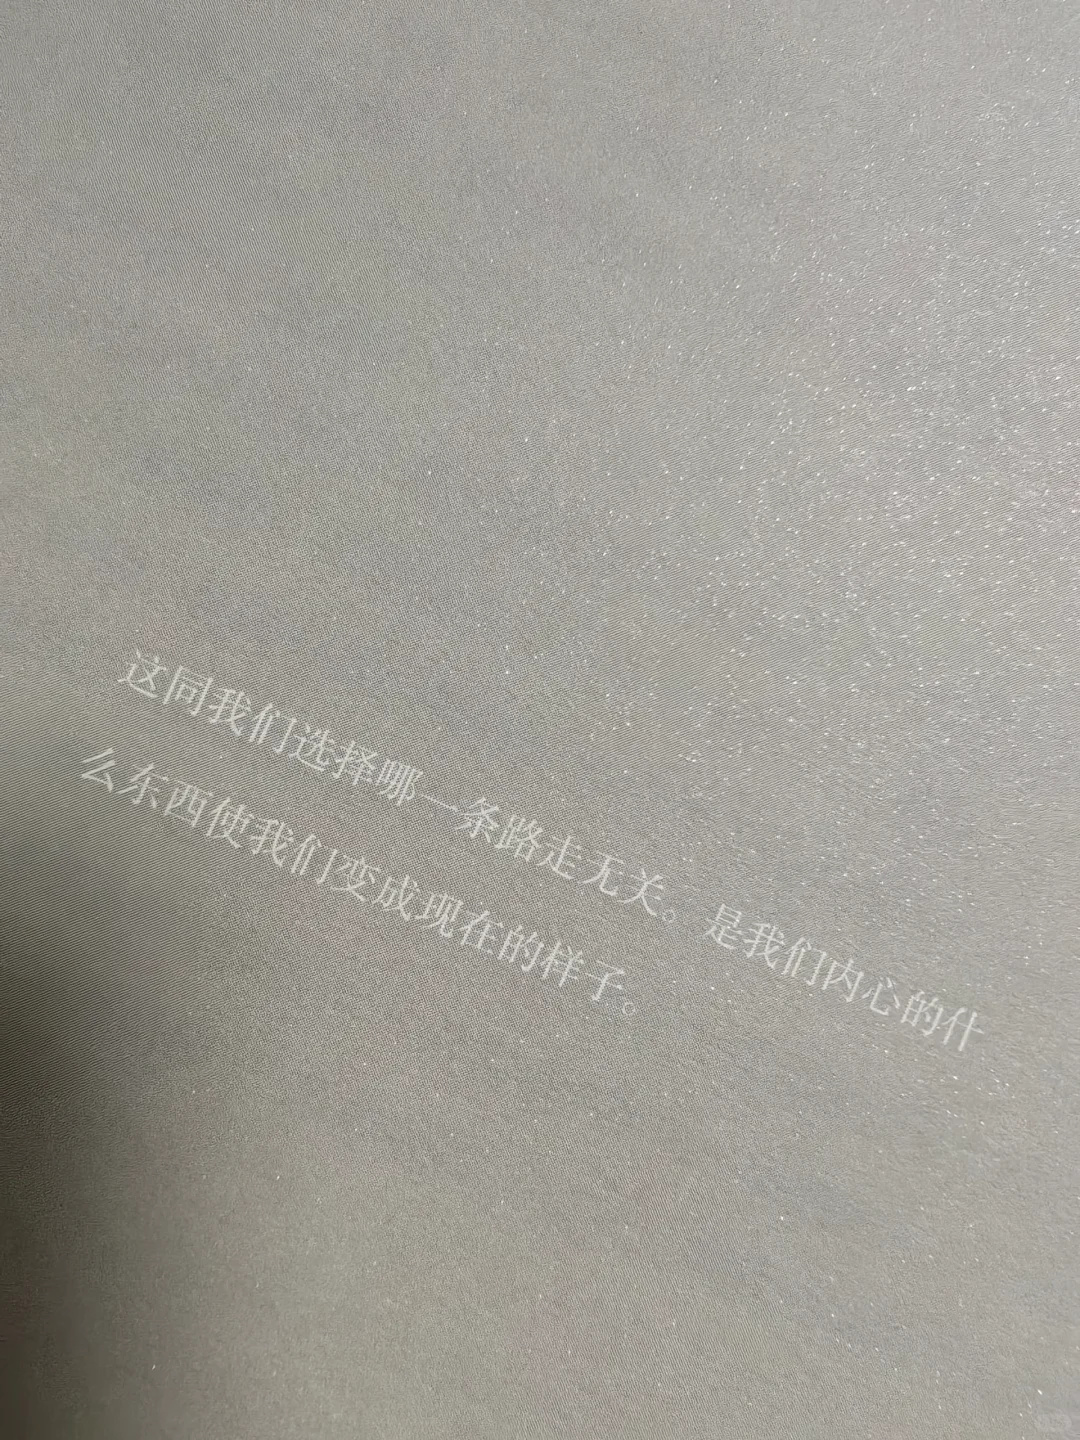 这同我们选择哪一条路走无关。是我们内心的什
么东西使我们变成现在的样子。